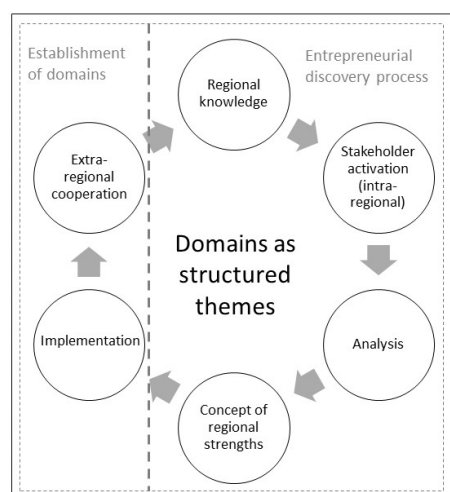 Establishment
of domains
Entrepreneurial
discovery process
Regional
knowledge
Stakeholder
activation
(intra-
regional)
Analysis
Concept of
regional
strengths
Implementation
Extra-
regional
cooperation
Domains as
structured
themes